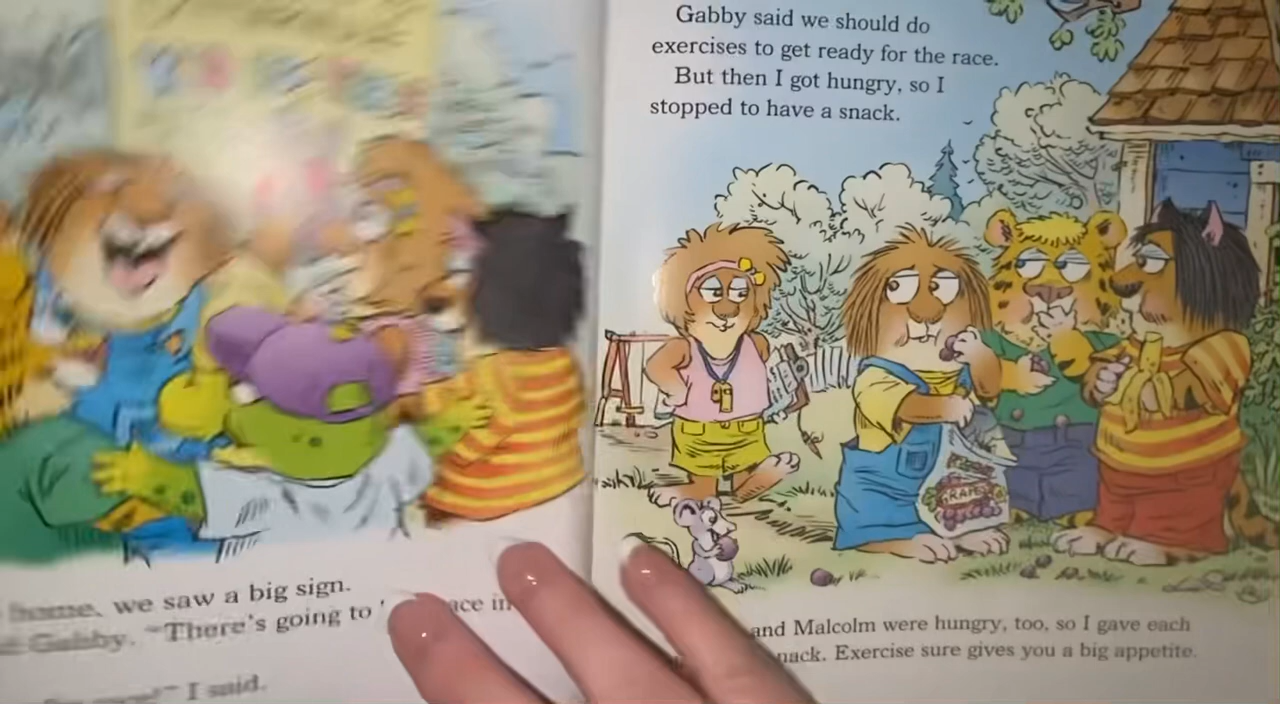 home, we saw a big sign.
Gabby. "There's going to
ace in
I said.
Gabby said we should do
exercises to get ready for the race.
But then I got hungry, so I
stopped to have a snack.
GRAPES
and Malcolm were hungry, too, so I gave each
nack. Exercise sure gives you a big appetite.